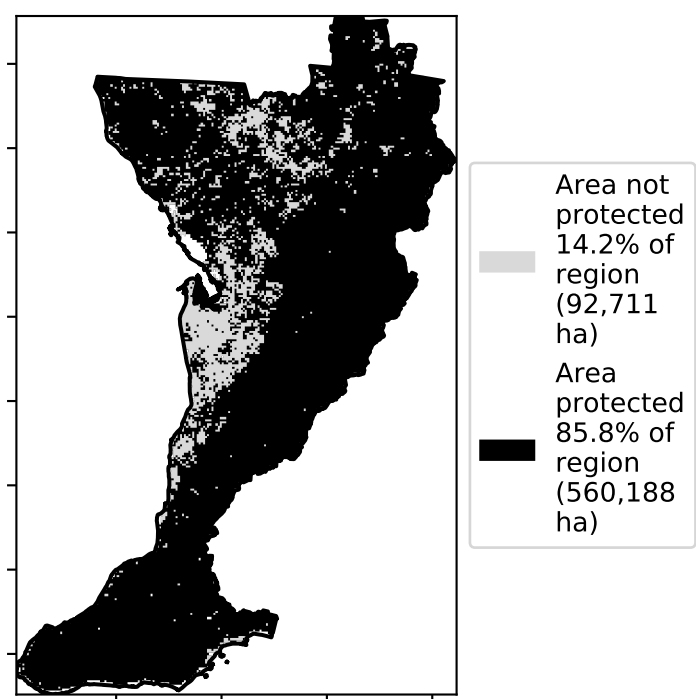 Area not
protected
14.2% of
region
(92,711
ha)
Area
protected
85.8% of
region
(560,188
ha)